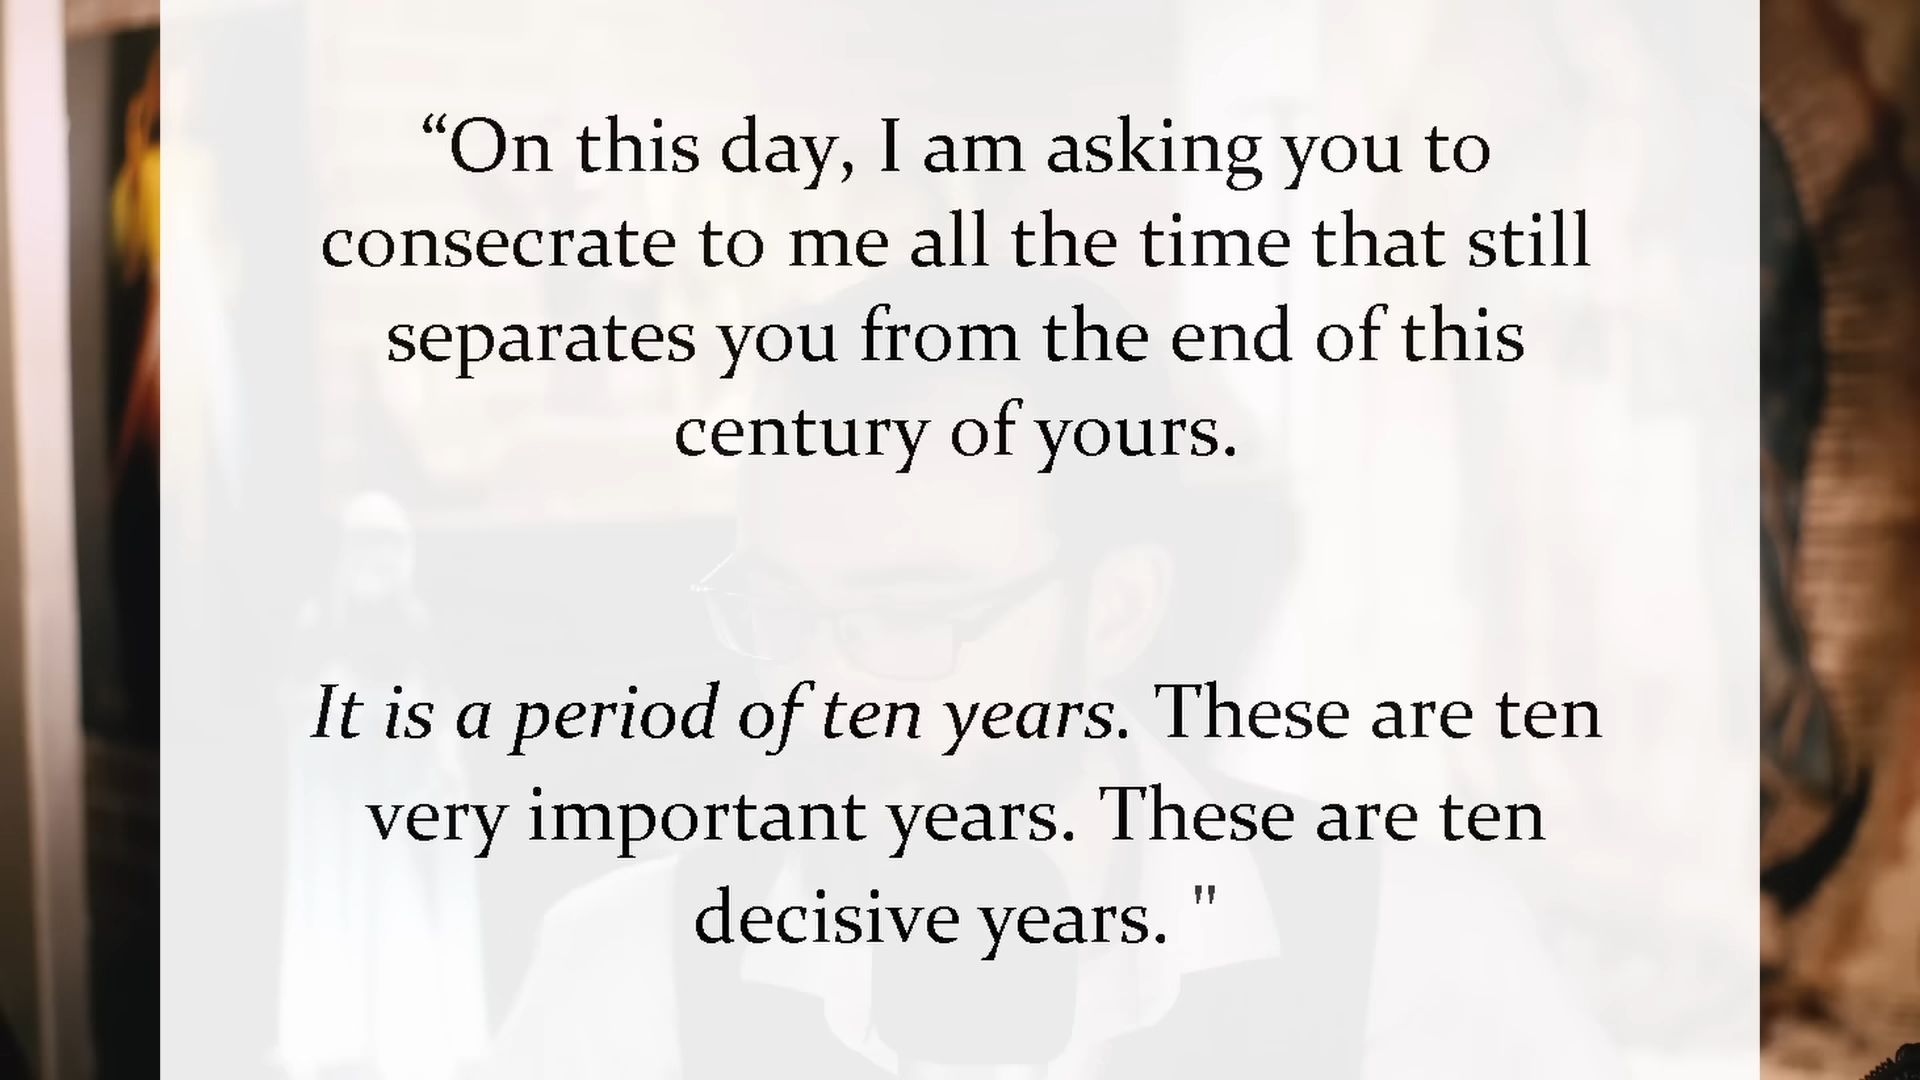 “On this day, I am asking you to
consecrate to me all the time that still
separates you from the end of this
century of yours.
It is a period of ten years. These are ten
very important years. These are ten
decisive years. "